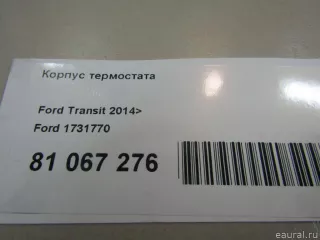 Корпус термостата
Ford Transit 2014>
Ford 1731770
81 067 276
eaural.ru